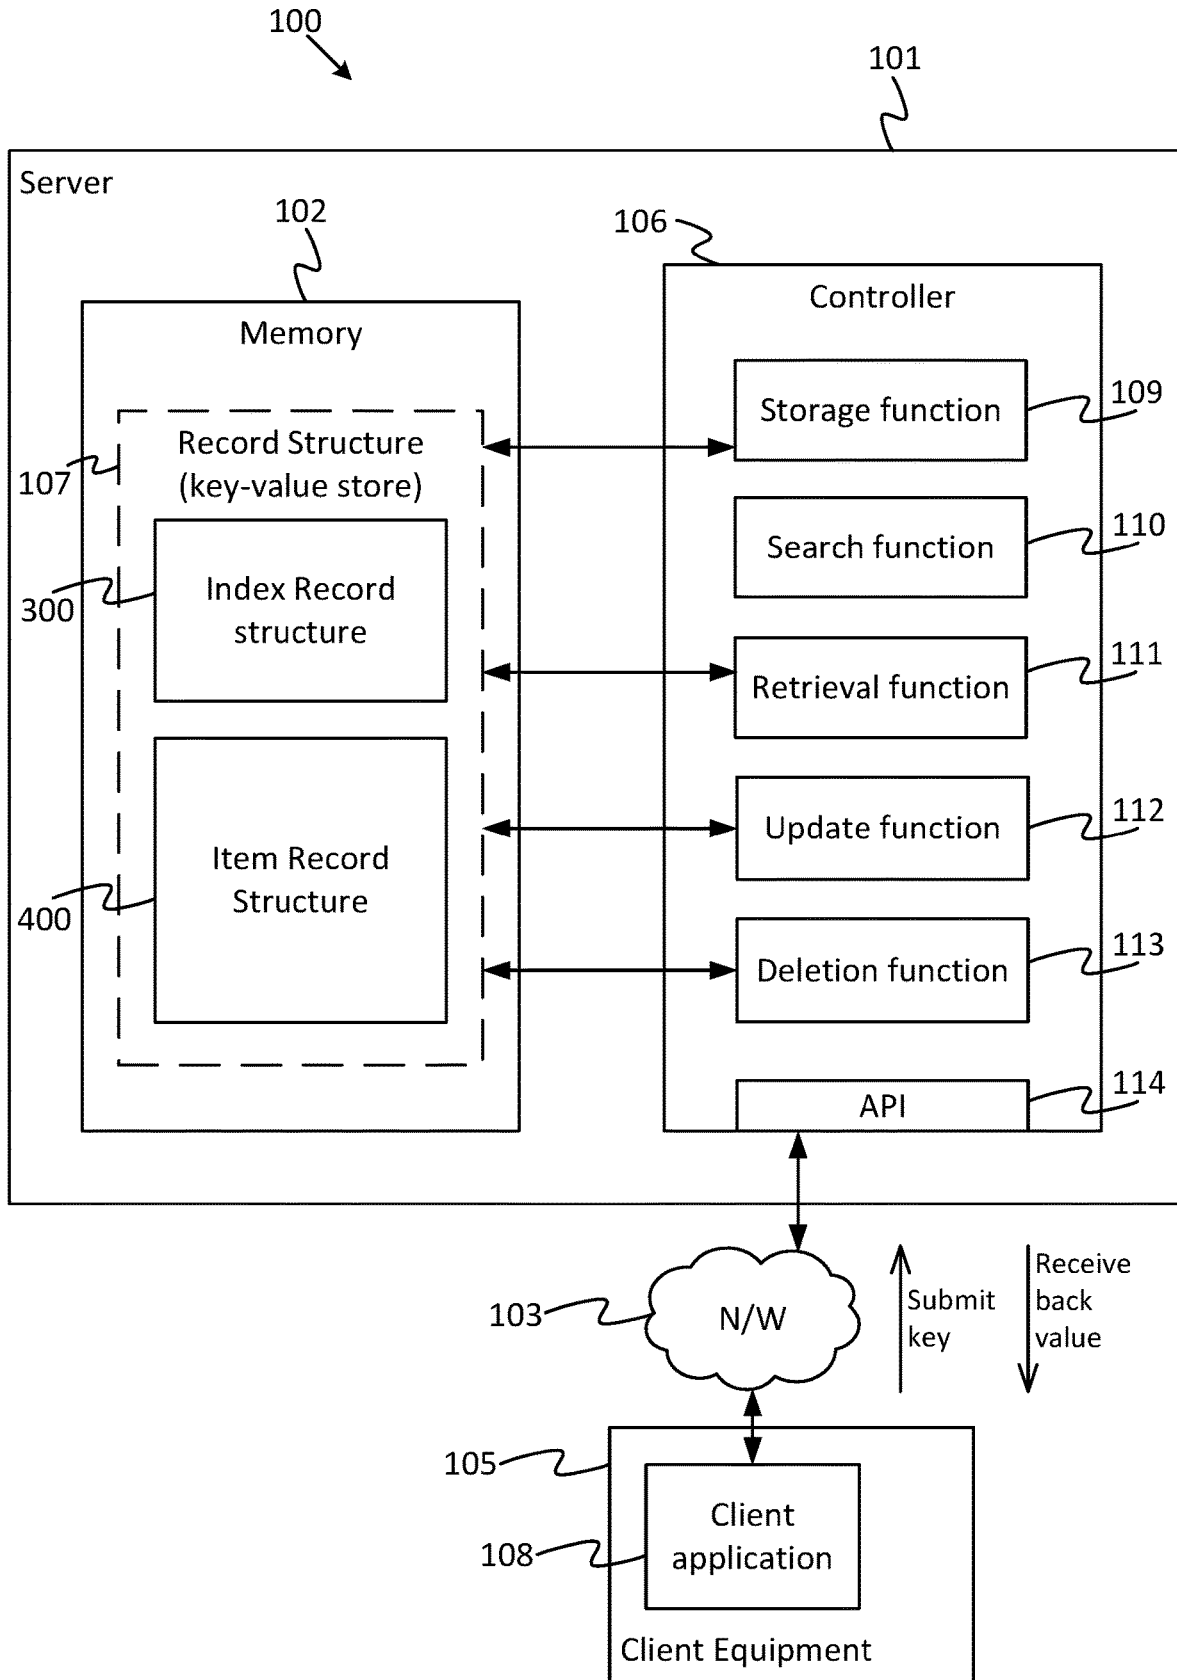 100
101
Server
102
106
Memory
Controller
Storage function
109
Record Structure
(key-value store)
107
Search function
110
Index Record
structure
300
Retrieval function
111
Update function
112
Item Record
Structure
400
Deletion function
113
API
114
103
N/W
Submit
key
Receive
back
value
105
Client
application
108
Client Equipment